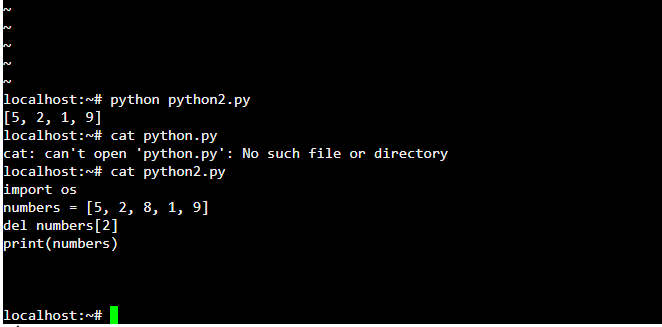 ~
~
~
~
~
localhost:~# python python2.py
[5, 2, 1, 9]
localhost:~# cat python.py
cat: can't open 'python.py': No such file or directory
localhost:~# cat python2.py
import os
numbers = [5, 2, 8, 1, 9]
del numbers[2]
print(numbers)
localhost:~#